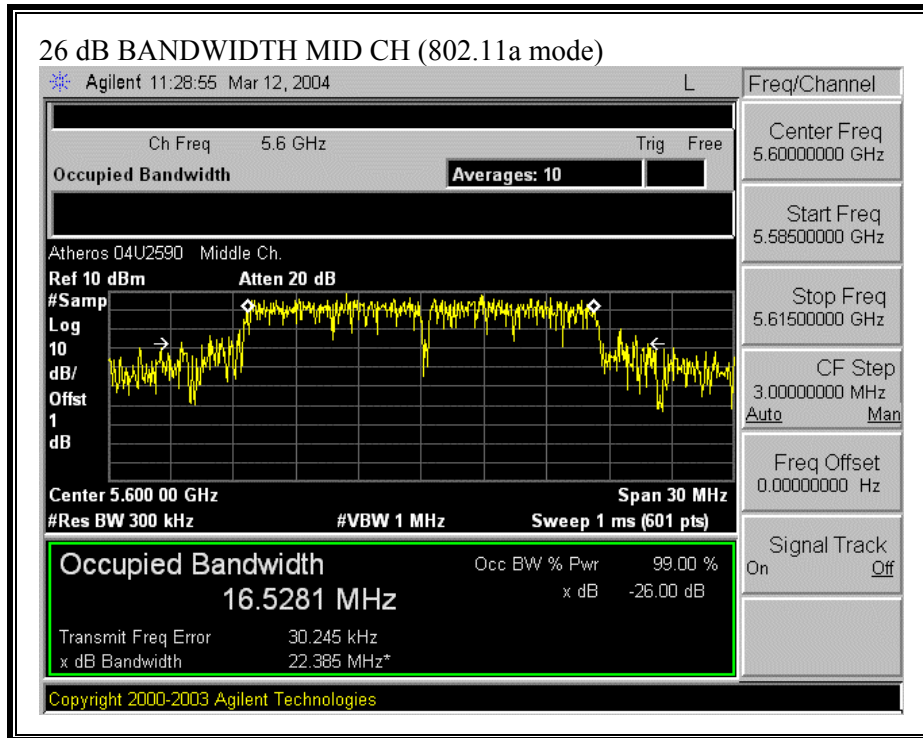 26 dB BANDWIDTH MID CH (802.11a mode)
Agilent 11:28:55 Mar 12, 2004 L
Freq/Channel
Ch Freq 5.6 GHz Trig Free
Occupied Bandwidth Averages: 10
Center Freq
5.60000000 GHz
Start Freq
5.58500000 GHz
Stop Freq
5.61500000 GHz
CF Step
3.00000000 MHz
Auto Man
Freq Offset
0.00000000 Hz
Signal Track
On Off
Atheros 04U2590 Middle Ch.
Ref 10 dBm Atten 20 dB
#Samp
Log
10
dB/
Offst
1
dB
Center 5.600 00 GHz Span 30 MHz
#Res BW 300 kHz #VBW 1 MHz Sweep 1 ms (601 pts)
Occupied Bandwidth Occ BW % Pwr 99.00 %
16.5281 MHz x dB -26.00 dB
Transmit Freq Error 30.245 kHz
x dB Bandwidth 22.385 MHz*
Copyright 2000-2003 Agilent Technologies